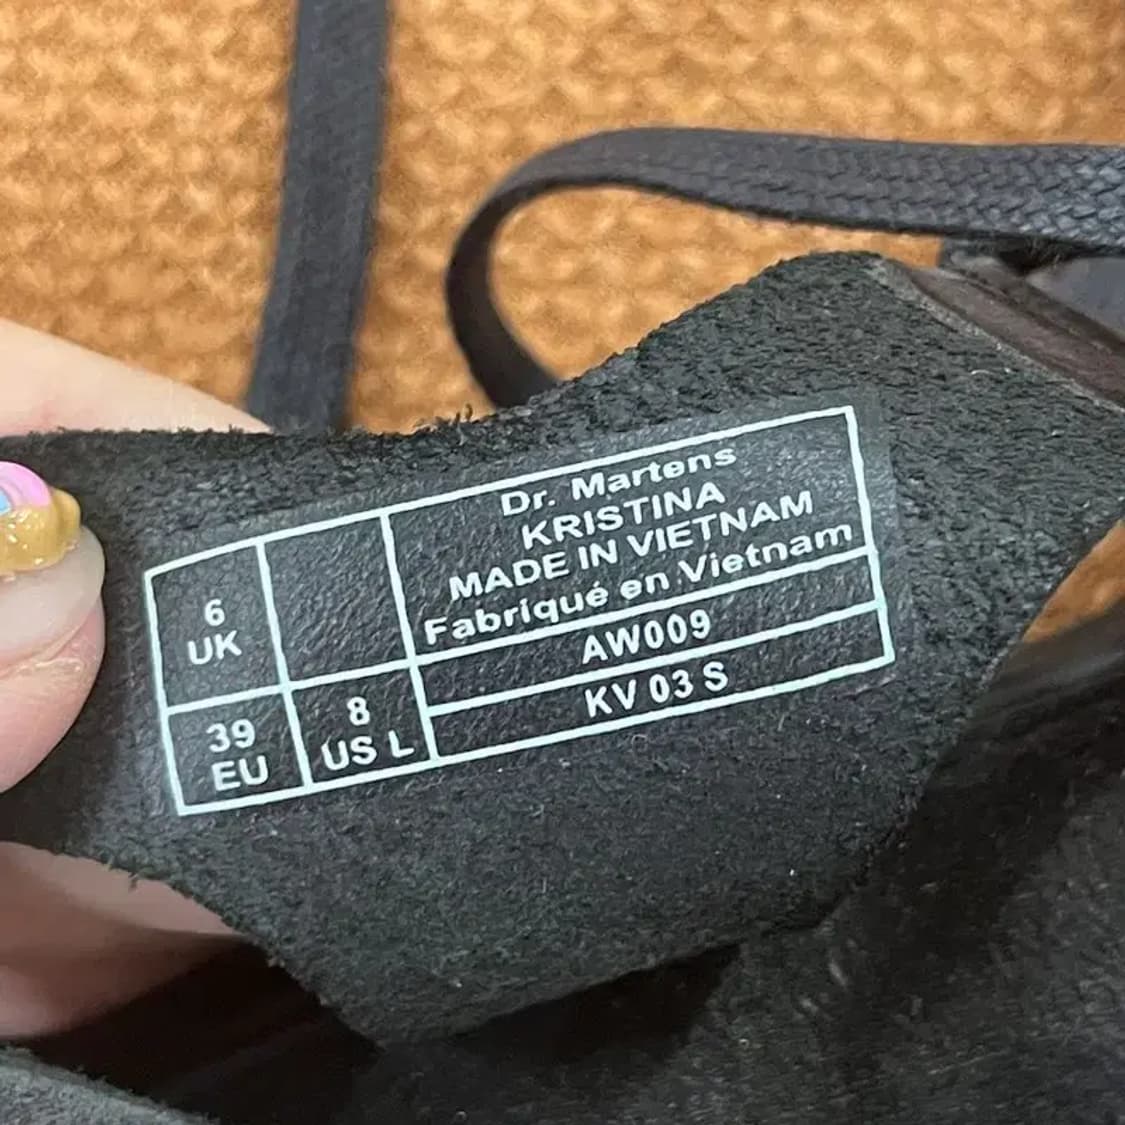 6
UK
39
EU
8
US L
Dr. Martens
KRISTINA
MADE IN VIETNAM
Fabriqué en Vietnam
AW009
KV 03 S